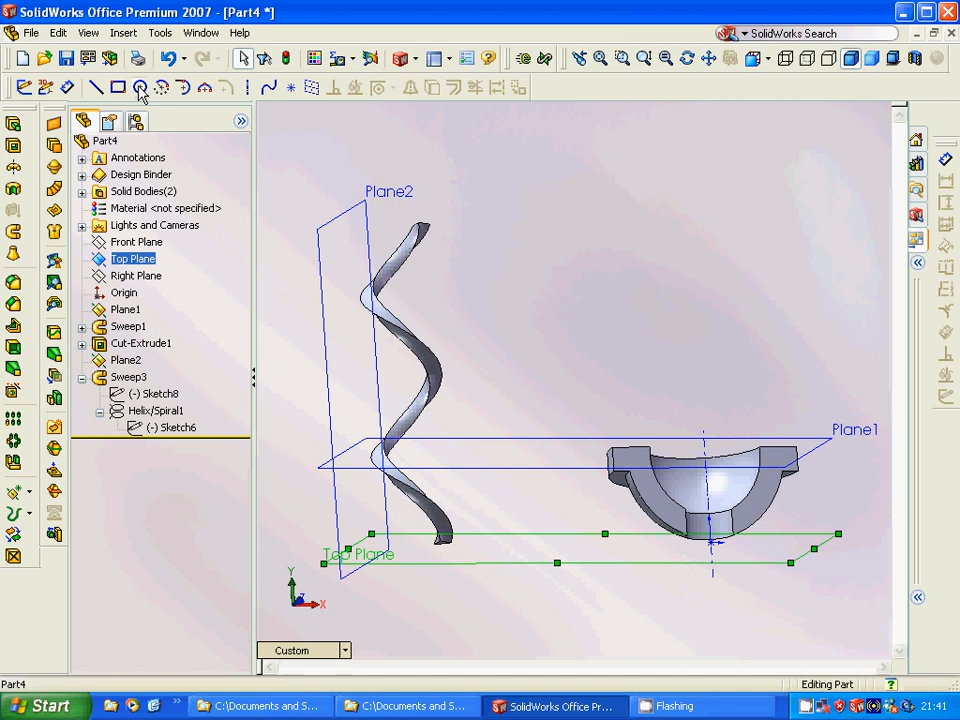 SolidWorks Office Premium 2007 - [Part4 *]
File Edit View Insert Tools Window Help
SolidWorks Search
Part4
Annotations
Design Binder
Solid Bodies(2)
Material <not specified>
Lights and Cameras
Front Plane
Top Plane
Right Plane
Origin
Plane1
Sweep1
Cut-Extrude1
Plane2
Sweep3
(-) Sketch8
Helix/Spiral1
(-) Sketch6
Plane2
Plane1
Top Plane
Y
Z
X
Custom
Part4
Editing Part
Start
C:\Documents and S...
C:\Documents and S...
SolidWorks Office Pr...
Flashing
21:41